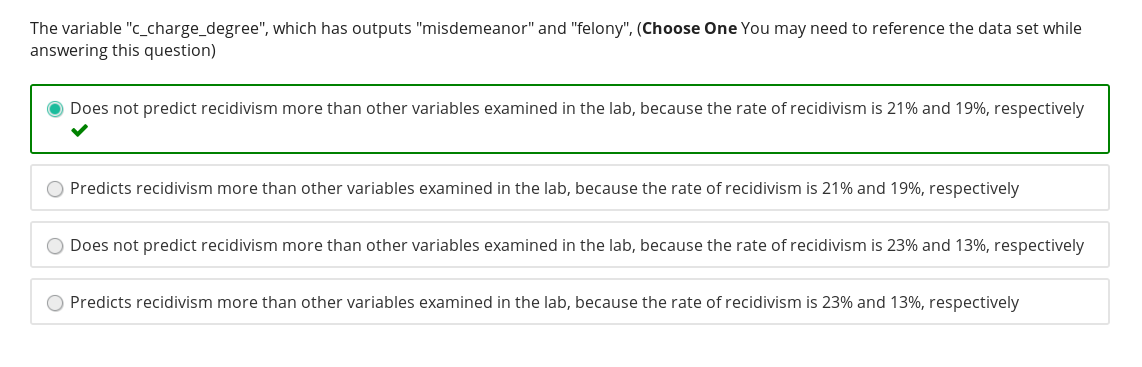 The variable "c_charge_degree", which has outputs "misdemeanor" and "felony", (Choose One You may need to reference the data set while
answering this question)
Does not predict recidivism more than other variables examined in the lab, because the rate of recidivism is 21% and 19%, respectively
Predicts recidivism more than other variables examined in the lab, because the rate of recidivism is 21% and 19%, respectively
Does not predict recidivism more than other variables examined in the lab, because the rate of recidivism is 23% and 13%, respectively
Predicts recidivism more than other variables examined in the lab, because the rate of recidivism is 23% and 13%, respectively